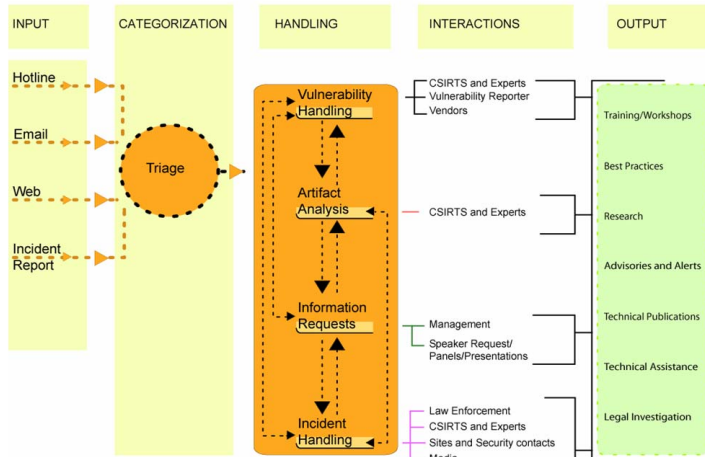 INPUT
CATEGORIZATION
HANDLING
INTERACTIONS
OUTPUT
Hotline
Email
Web
Incident
Report
Triage
Vulnerability
Handling
Artifact
Analysis
Information
Requests
Incident
Handling
CSIRTS and Experts
Vulnerability Reporter
Vendors
CSIRTS and Experts
Management
Speaker Request/
Panels/Presentations
Law Enforcement
CSIRTS and Experts
Sites and Security contacts
Media
Training/Workshops
Best Practices
Research
Advisories and Alerts
Technical Publications
Technical Assistance
Legal Investigation